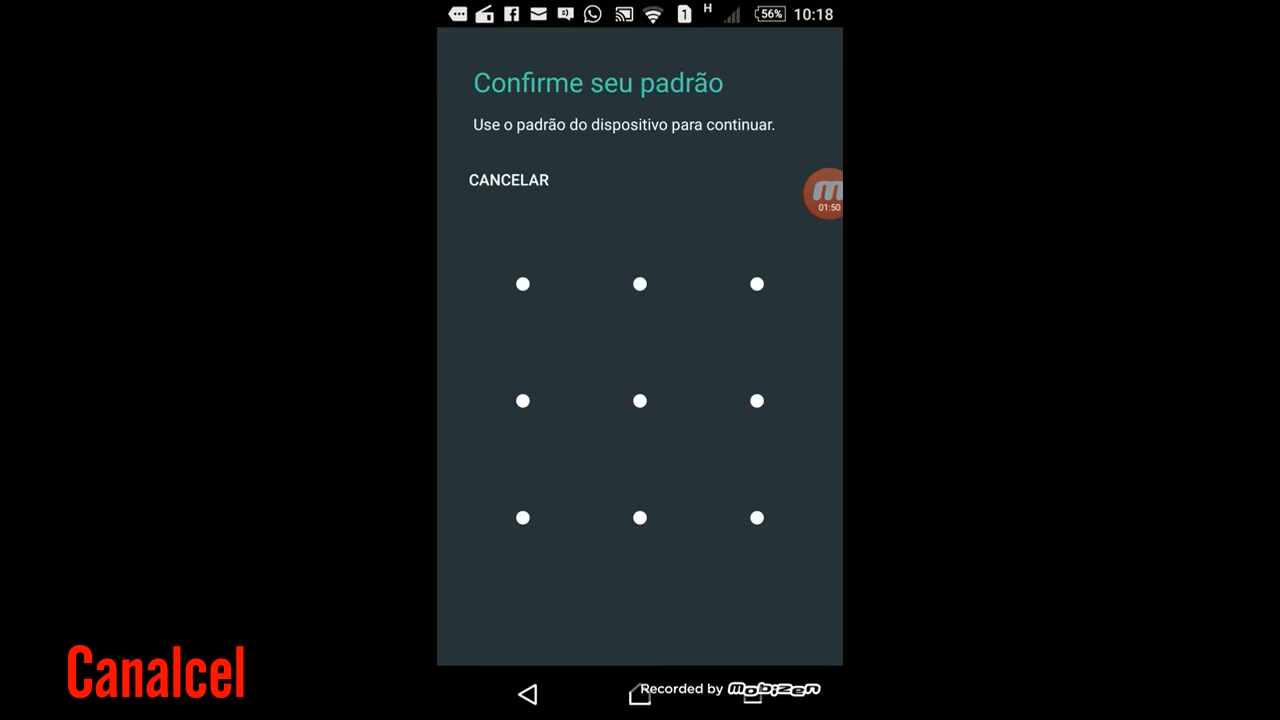 1 H 56% 10:18
Confirme seu padrão
Use o padrão do dispositivo para continuar.
CANCELAR
01:50
Canalcel
Recorded by mobizen